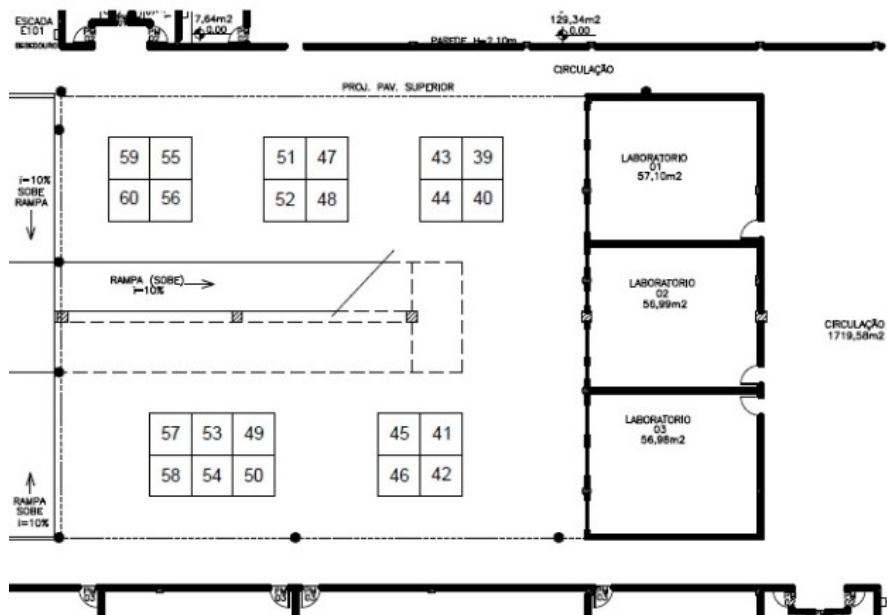 ESCADA
E101
BEBEDOURO
7,64m2
0.00
129,34m2
0.00
PAREDE H=2.10m
CIRCULAÇÃO
PROJ. PAV. SUPERIOR
59 55
60 56
51 47
52 48
43 39
44 40
LABORATORIO
01
57,10m2
i=10%
SOBE
RAMPA
RAMPA (SOBE)
i=10%
LABORATORIO
02
56,99m2
CIRCULAÇÃO
1719,58m2
57 53 49
58 54 50
45 41
46 42
LABORATORIO
03
56,98m2
RAMPA
SOBE
i=10%